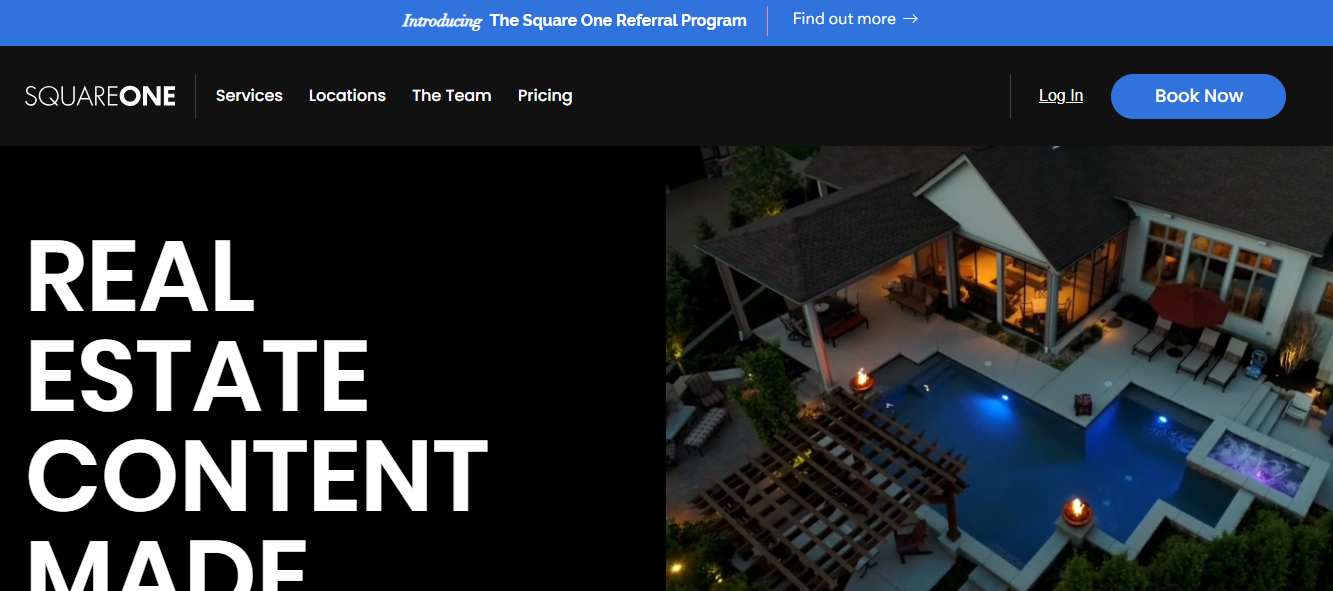 Introducing The Square One Referral Program Find out more →
SQUAREONE Services Locations The Team Pricing Log In Book Now
REAL
ESTATE
CONTENT
MADE